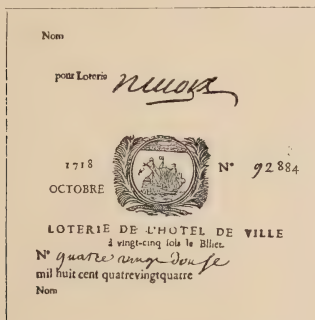 Nom
pour Loterie
1718 N° 92884
OCTOBRE
LOTERIE DE L'HOTEL DE VILLE
à vingt-cinq sols le Billet.
N° quatre vingt douse
mil huit cent quatrevingtquatre
Nom